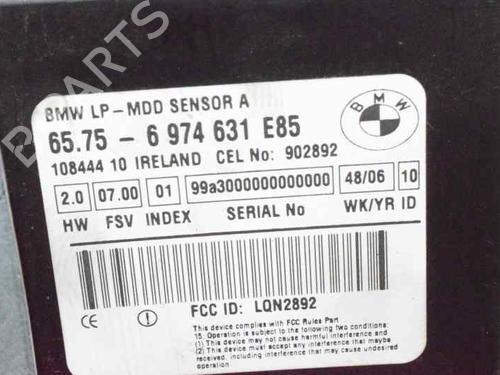 B PARTS
BMW LP-MDD SENSOR A
BMW
65.75 - 6 974 631 E85
108444 10 IRELAND CEL No: 902892
2.0 07.00 01 99a3000000000000 48/06 10
HW FSV INDEX SERIAL No WK/YR ID
FCC ID: LQN2892
CE
This device complies with FCC Rules Part
15. Operation is subject to the following two conditions:
(1) This device may not cause harmful interference and
(2) This device must accept any interference
received, including interference that may cause undesired
operation